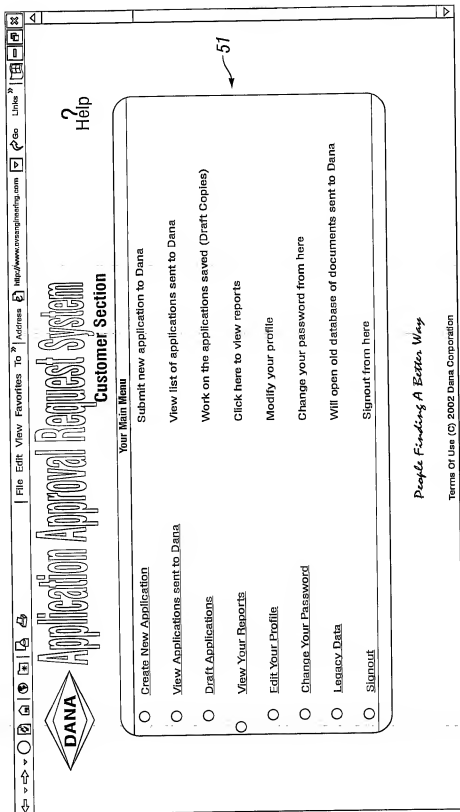 File Edit View Favorites To » Address http://www.cvsengineering.com Go Links »
DANA
Application Approval Request System
? Help
Customer Section
Your Main Menu
51
Create New Application Submit new application to Dana
View Applications sent to Dana View list of applications sent to Dana
Draft Applications Work on the applications saved (Draft Copies)
View Your Reports Click here to view reports
Edit Your Profile Modify your profile
Change Your Password Change your password from here
Legacy Data Will open old database of documents sent to Dana
Signout Signout from here
People Finding A Better Way
Terms Of Use (C) 2002 Dana Corporation